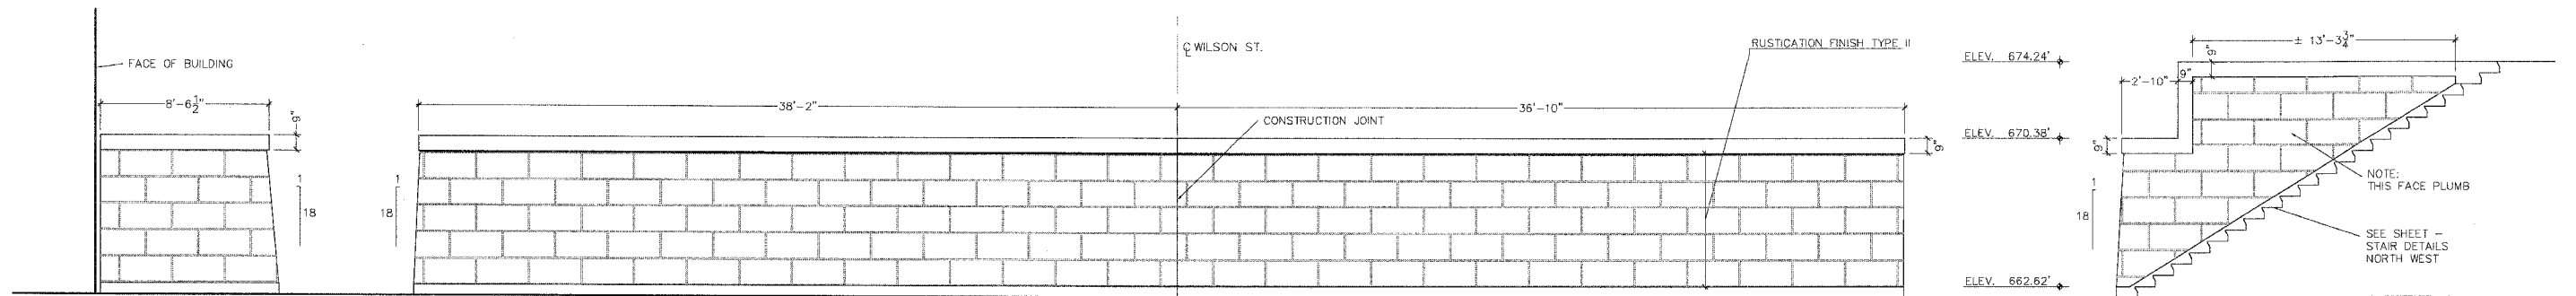 FACE OF BUILDING
8'-6½"
9"
1
18
1
18
38'-2"
℄ WILSON ST.
CONSTRUCTION JOINT
36'-10"
RUSTICATION FINISH TYPE II
9"
ELEV. 674.24'
ELEV. 670.38'
ELEV. 662.62'
± 13'-3¾"
9"
2'-10"
9"
9"
1
18
NOTE:
THIS FACE PLUMB
SEE SHEET –
STAIR DETAILS
NORTH WEST